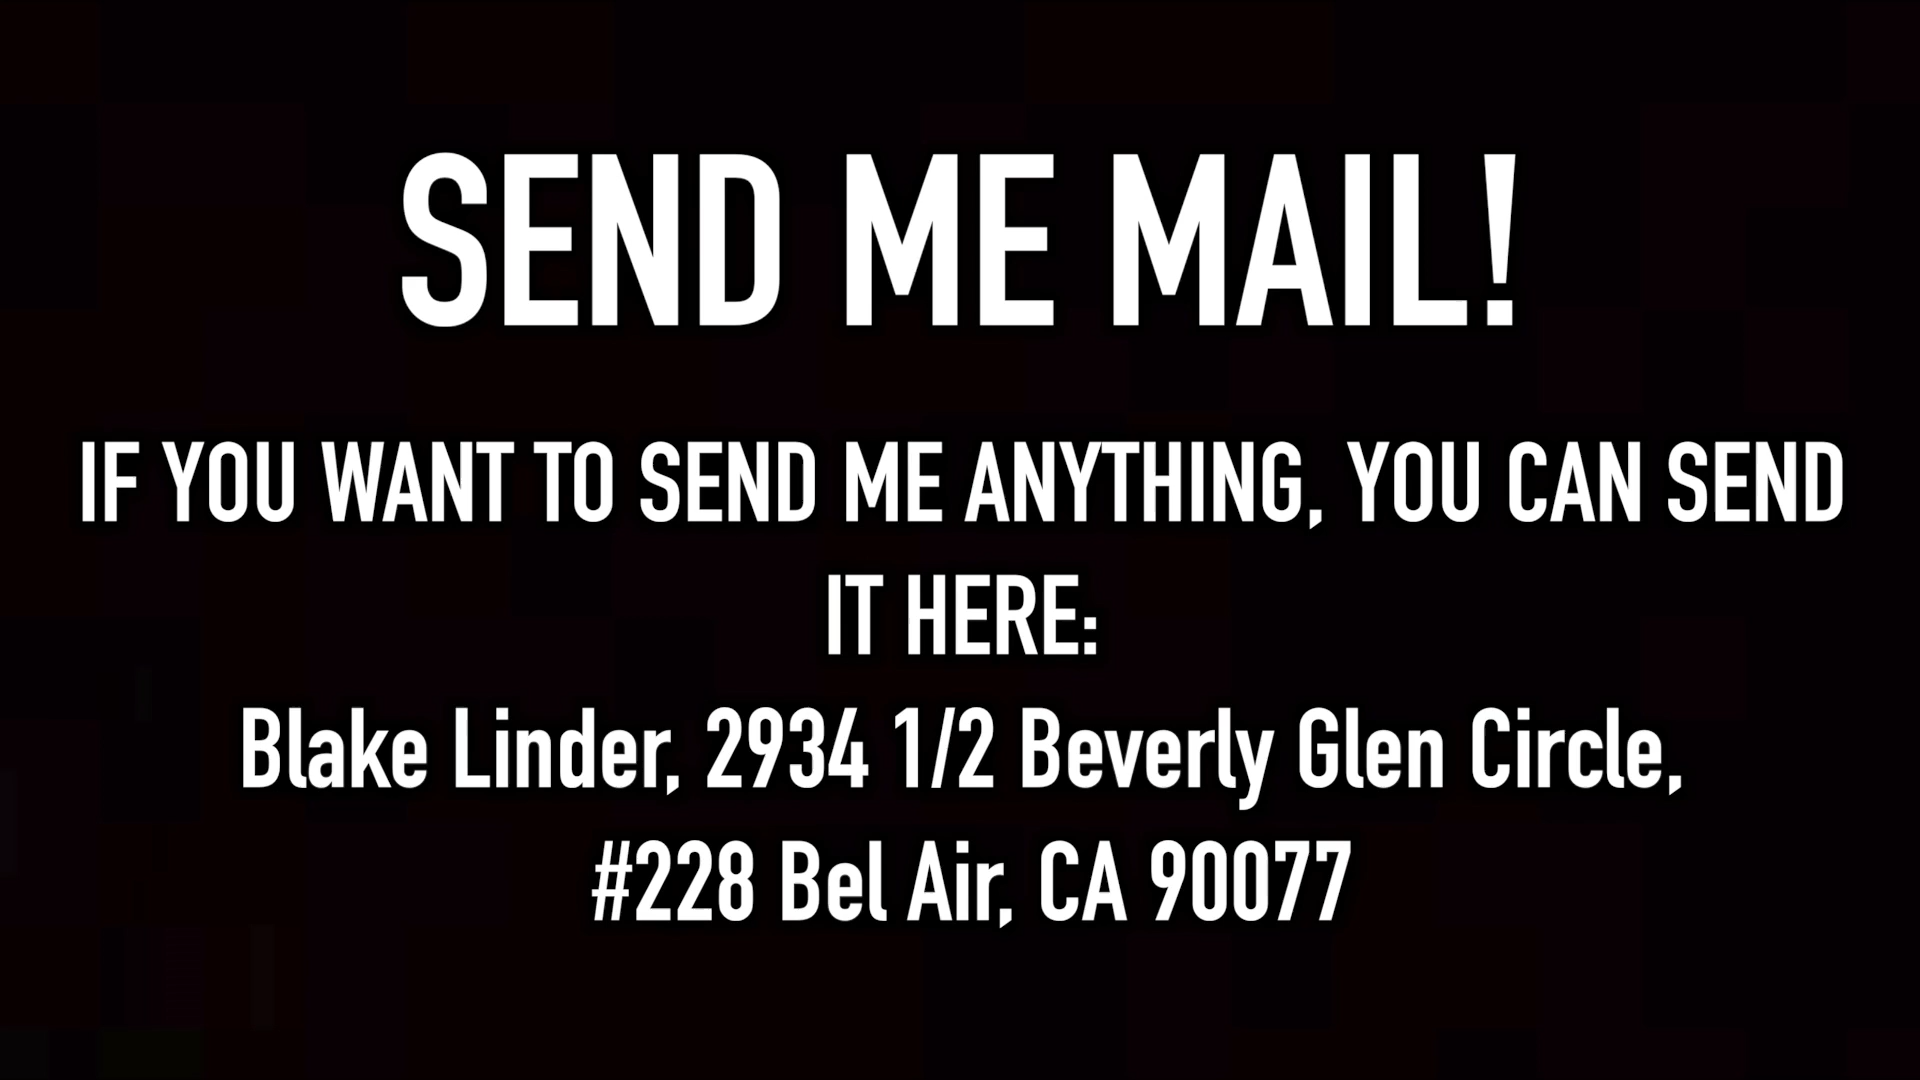 SEND ME MAIL!
IF YOU WANT TO SEND ME ANYTHING, YOU CAN SEND
IT HERE:
Blake Linder, 2934 1/2 Beverly Glen Circle,
#228 Bel Air, CA 90077